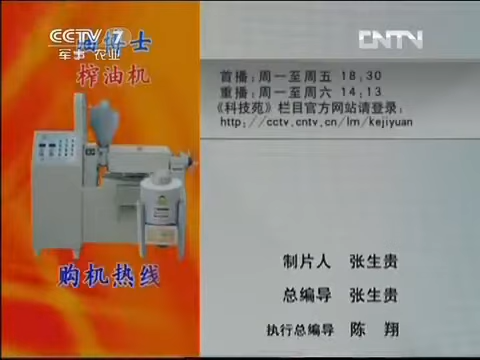 CCTV 7
军事 农业
油博士
榨油机
购机热线
CNTV
首播:周一至周五 18:30
重播:周一至周六 14:13
《科技苑》栏目官方网站请登录:
http://cctv.cntv.cn/lm/kejiyuan
制片人 张生贵
总编导 张生贵
执行总编导 陈 翔